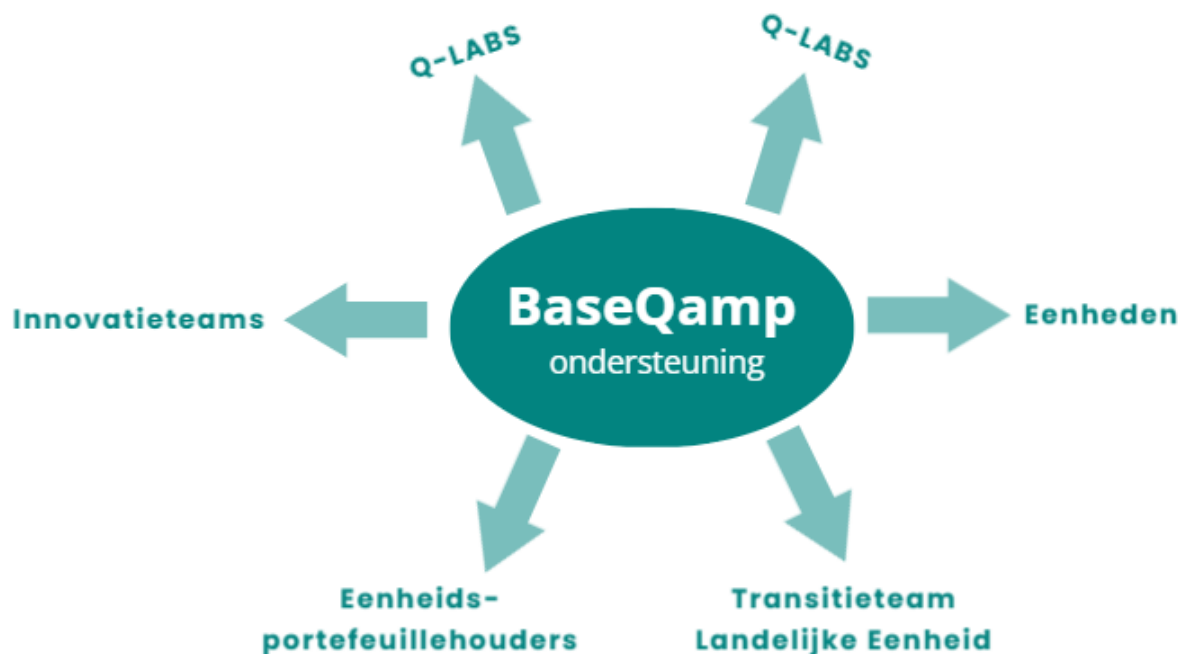 Q-LABS
Q-LABS
Innovatieteams
BaseQamp
ondersteuning
Eenheden
Eenheids-
portefeuillehouders
Transitieteam
Landelijke Eenheid